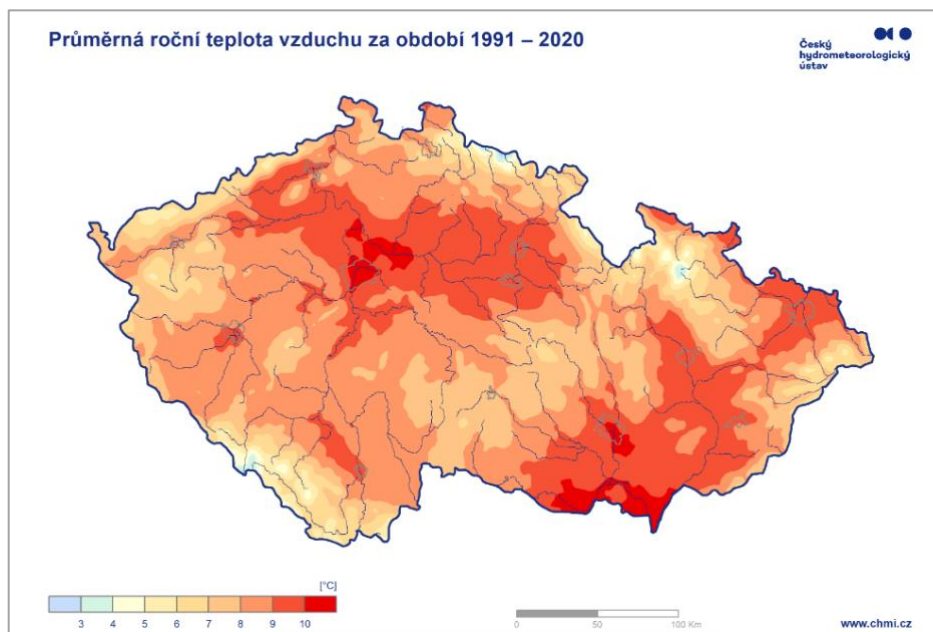 Průměrná roční teplota vzduchu za období 1991 – 2020
Český
hydrometeorologický
ústav
[°C]
3 4 5 6 7 8 9 10
0 50 100 Km
www.chmi.cz